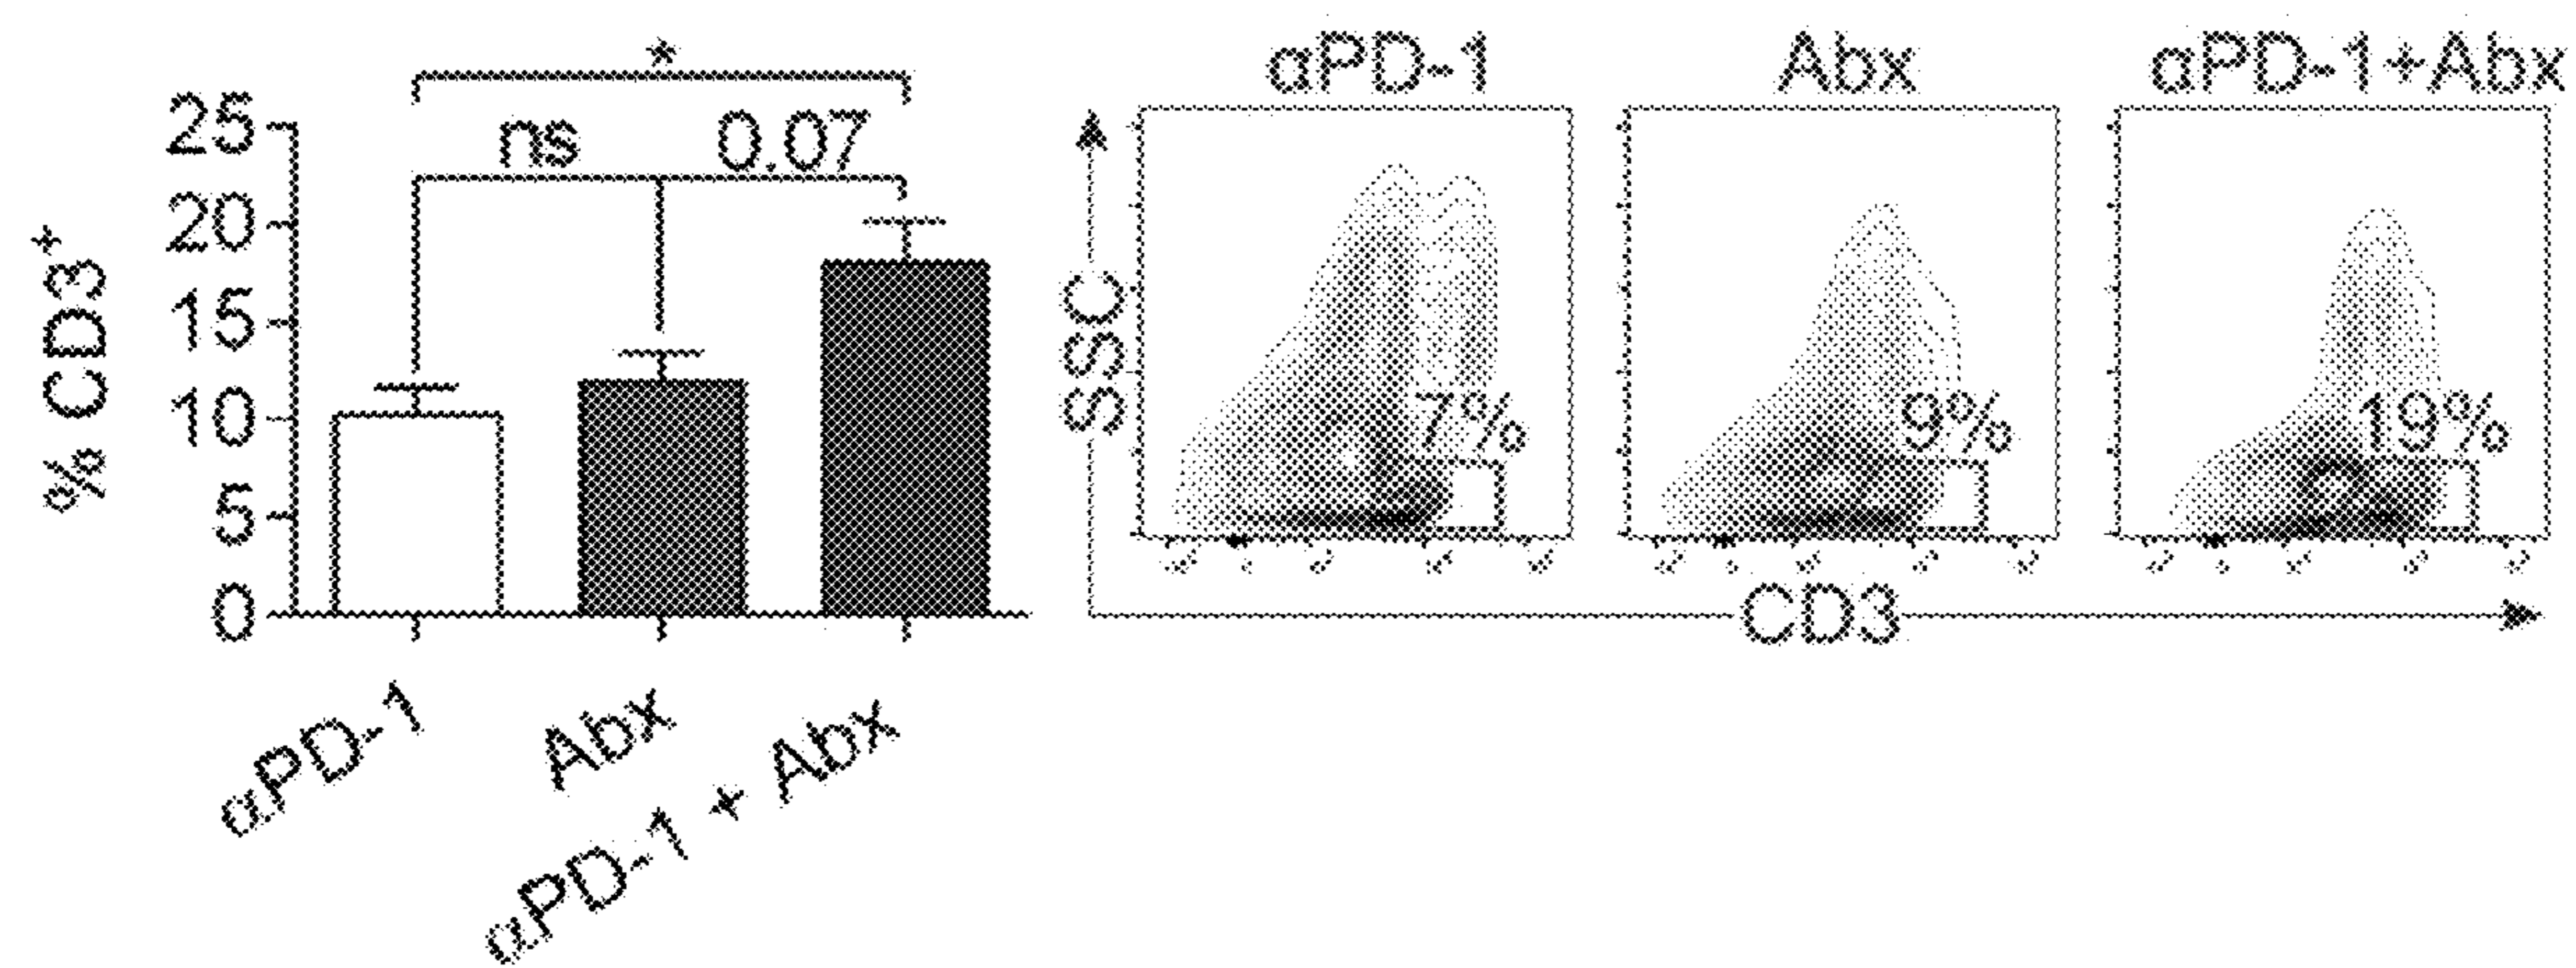 *
ns 0.07
25
20
15
10
5
0
% CD3+
αPD-1
Abx
αPD-1 + Abx
αPD-1
Abx
αPD-1+Abx
SSC
7%
9%
19%
CD3